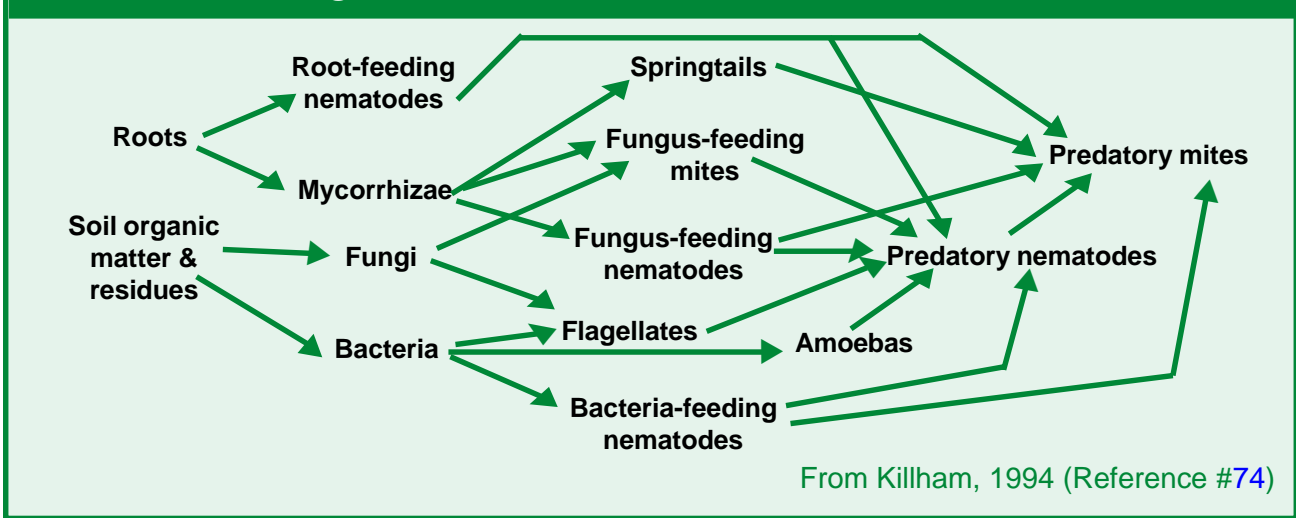 Root-feeding
nematodes
Springtails
Roots
Fungus-feeding
mites
Predatory mites
Mycorrhizae
Soil organic
matter &
residues
Fungi
Fungus-feeding
nematodes
Predatory nematodes
Flagellates
Amoebas
Bacteria
Bacteria-feeding
nematodes
From Killham, 1994 (Reference #74)